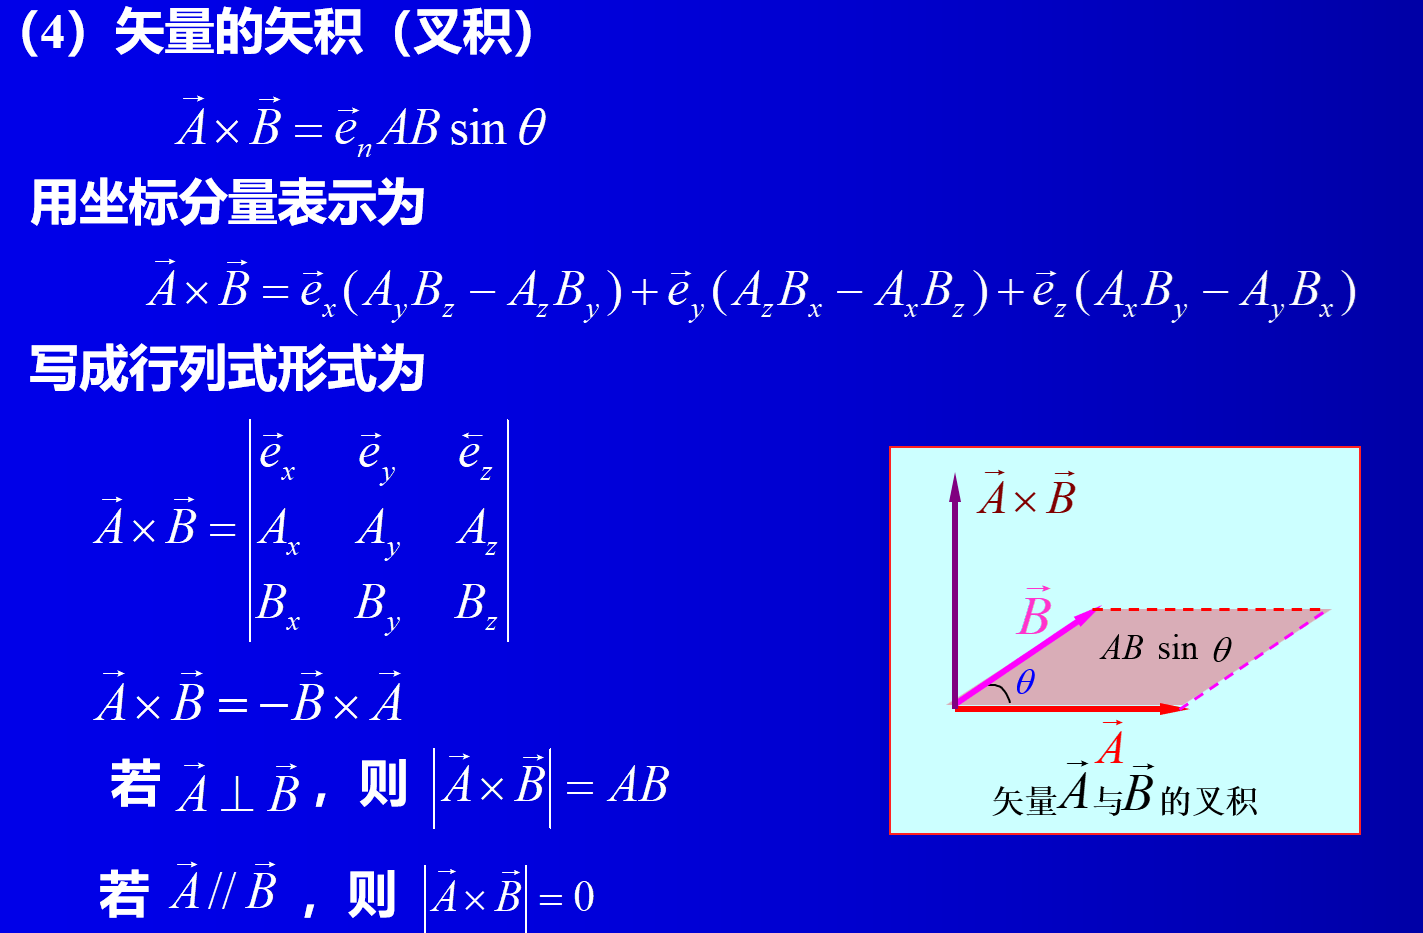 （4）矢量的矢积（叉积）
$\vec{A}\times\vec{B}=\vec{e}_n AB\sin\theta$
用坐标分量表示为
$\vec{A}\times\vec{B}=\vec{e}_x(A_yB_z-A_zB_y)+\vec{e}_y(A_zB_x-A_xB_z)+\vec{e}_z(A_xB_y-A_yB_x)$
写成行列式形式为
$\vec{A}\times\vec{B}=\begin{vmatrix}\vec{e}_x & \vec{e}_y & \overleftarrow{e}_z\\ A_x & A_y & A_z\\ B_x & B_y & B_z\end{vmatrix}$
$\vec{A}\times\vec{B}=-\vec{B}\times\vec{A}$
若 $\vec{A}\perp\vec{B}$ ，则 $|\vec{A}\times\vec{B}|=AB$
若 $\vec{A}//\vec{B}$ ，则 $|\vec{A}\times\vec{B}|=0$
$\vec{A}\times\vec{B}$
$\vec{B}$
$AB\sin\theta$
$\theta$
$\vec{A}$
矢量$\vec{A}$与$\vec{B}$的叉积